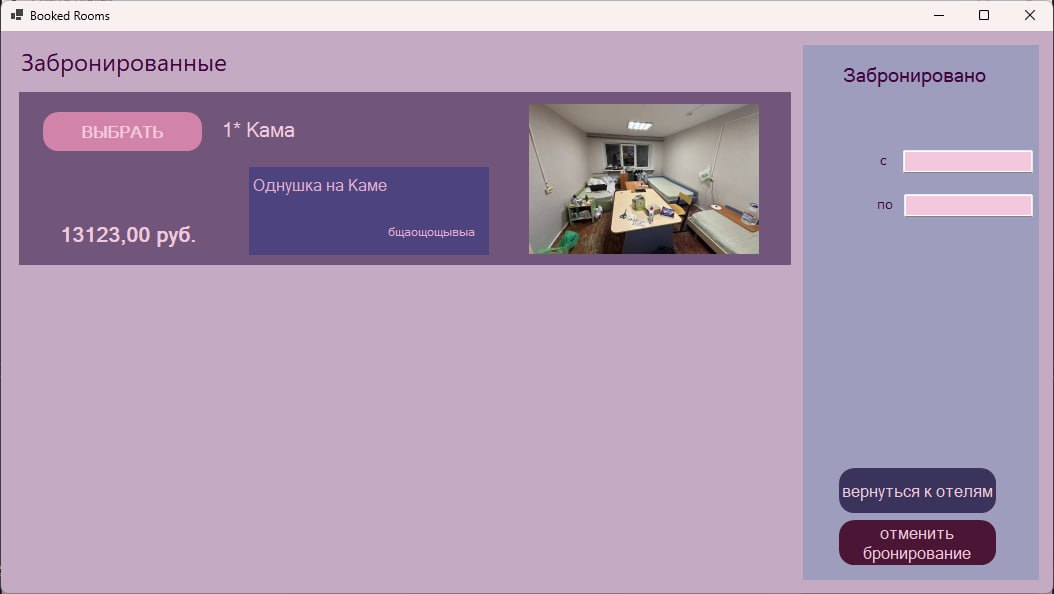 Booked Rooms
Забронированные
ВЫБРАТЬ
1* Кама
Однушка на Каме
бщаощощывыа
13123,00 руб.
Забронировано
с
по
вернуться к отелям
отменить
бронирование